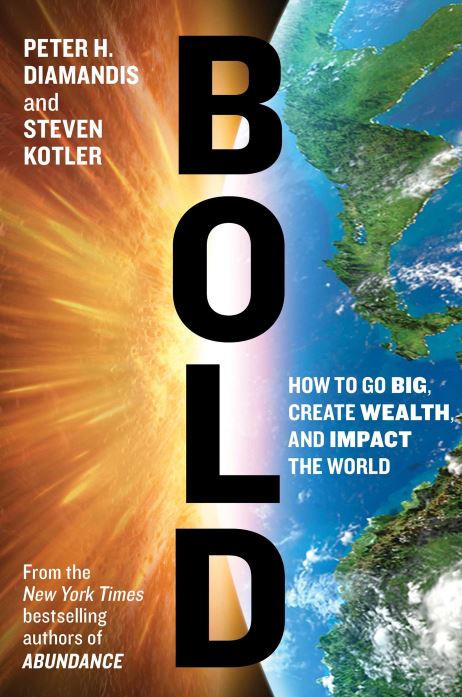 PETER H.
DIAMANDIS
and
STEVEN
KOTLER
BOLD
HOW TO GO BIG,
CREATE WEALTH,
AND IMPACT
THE WORLD
From the
New York Times
bestselling
authors of
ABUNDANCE